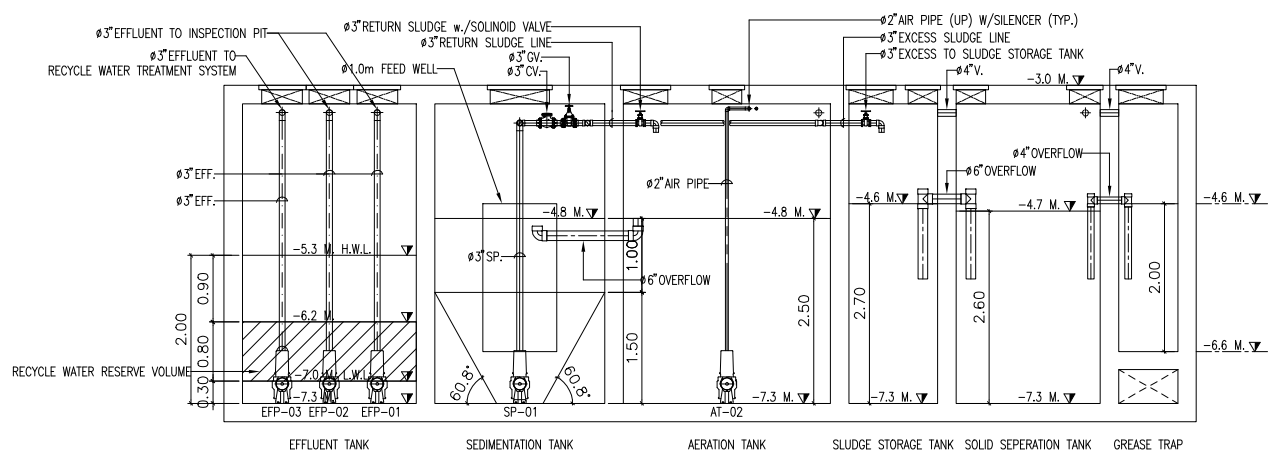 ø3"EFFLUENT TO INSPECTION PIT
ø3"EFFLUENT TO
RECYCLE WATER TREATMENT SYSTEM
ø3"RETURN SLUDGE w./SOLINOID VALVE
ø3"RETURN SLUDGE LINE
ø3"GV.
ø3"CV.
ø1.0m FEED WELL
ø2"AIR PIPE (UP) W/SILENCER (TYP.)
ø3"EXCESS SLUDGE LINE
ø3"EXCESS TO SLUDGE STORAGE TANK
ø4"V.
-3.0 M.
ø4"V.
ø3"EFF.
ø3"EFF.
ø2"AIR PIPE
ø4"OVERFLOW
ø6"OVERFLOW
-4.8 M.
-4.8 M.
-4.6 M.
-4.7 M.
-4.6 M.
-5.3 M. H.W.L.
ø3"SP.
ø6"OVERFLOW
1.00
0.90
2.00
0.80
0.30
-6.2 M.
1.50
2.50
2.70
2.60
2.00
-6.6 M.
RECYCLE WATER RESERVE VOLUME
-7.0 M. L.W.L.
-7.3 M.
60.8°
60.8°
-7.3 M.
-7.3 M.
-7.3 M.
EFP-03
EFP-02
EFP-01
SP-01
AT-02
EFFLUENT TANK
SEDIMENTATION TANK
AERATION TANK
SLUDGE STORAGE TANK
SOLID SEPERATION TANK
GREASE TRAP